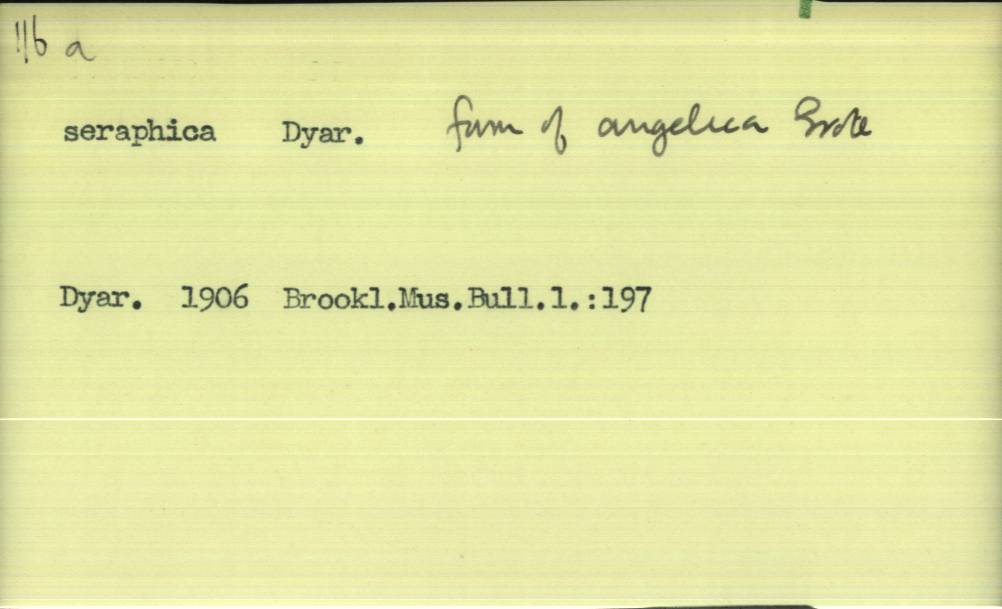 116 a
seraphica Dyar. form of angelica Grote
Dyar. 1906 Brookl.Mus.Bull.1.:197